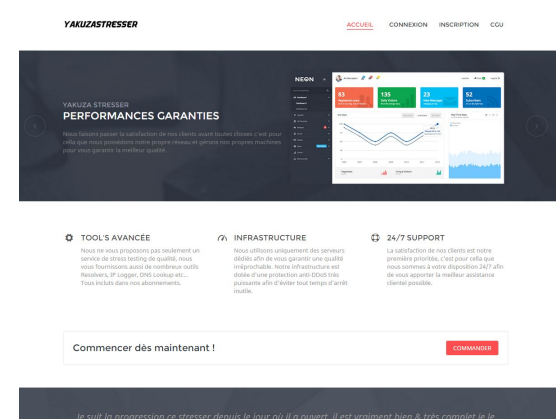 YAKUZASTRESSER
ACCUEIL CONNEXION INSCRIPTION CGU
YAKUZA STRESSER
PERFORMANCES GARANTIES
Nous faisons passer la satisfaction de nos clients avant toutes choses c'est pour
cella que nous possèdons notre propre réseau et gérons nos propres machines
pour vous garantir la meilleur qualité.
NEON
83
135
23
52
TOOL'S AVANCÉE
Nous ne vous proposons pas seulement un
service de stress testing de qualité, nous
vous fournissons aussi de nombreux outils
Resolvers, IP Logger, DNS Lookup etc...
Tous incluts dans nos abonnements.
INFRASTRUCTURE
Nous utilisons uniquement des serveurs
dédiés afin de vous garantir une qualité
irréprochable. Notre infrastructure est
dotée d'une protection anti-DDoS très
puissante afin d'éviter tout temps d'arrêt
inutile.
24/7 SUPPORT
La satisfaction de nos clients est notre
première prioritée, c'est pour cella que
nous sommes à votre disposition 24/7 afin
de vous apporter la meilleur assistance
clientel possible.
Commencer dès maintenant !
COMMANDER
Je suit la progression ce stresser depuis le jour où il a ouvert, il est vraiment bien & très complet je le